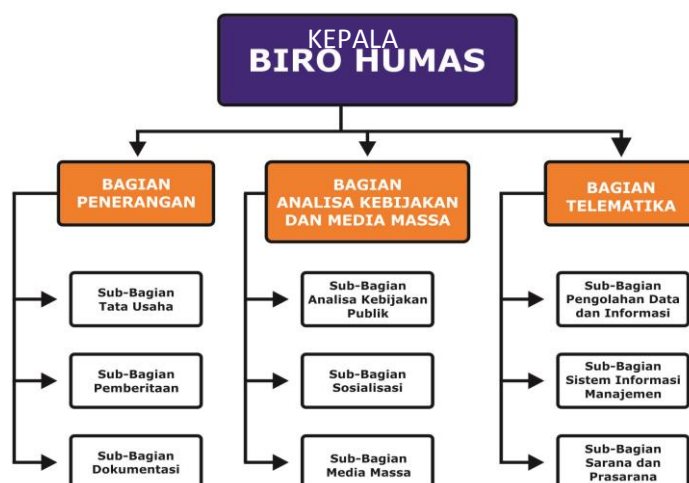 KEPALA
BIRO HUMAS
BAGIAN
PENERANGAN
BAGIAN
ANALISA KEBIJAKAN
DAN MEDIA MASSA
BAGIAN
TELEMATIKA
Sub-Bagian
Tata Usaha
Sub-Bagian
Analisa Kebijakan
Publik
Sub-Bagian
Pengolahan Data
dan Informasi
Sub-Bagian
Pemberitaan
Sub-Bagian
Sosialisasi
Sub-Bagian
Sistem Informasi
Manajemen
Sub-Bagian
Dokumentasi
Sub-Bagian
Media Massa
Sub-Bagian
Sarana dan
Prasarana